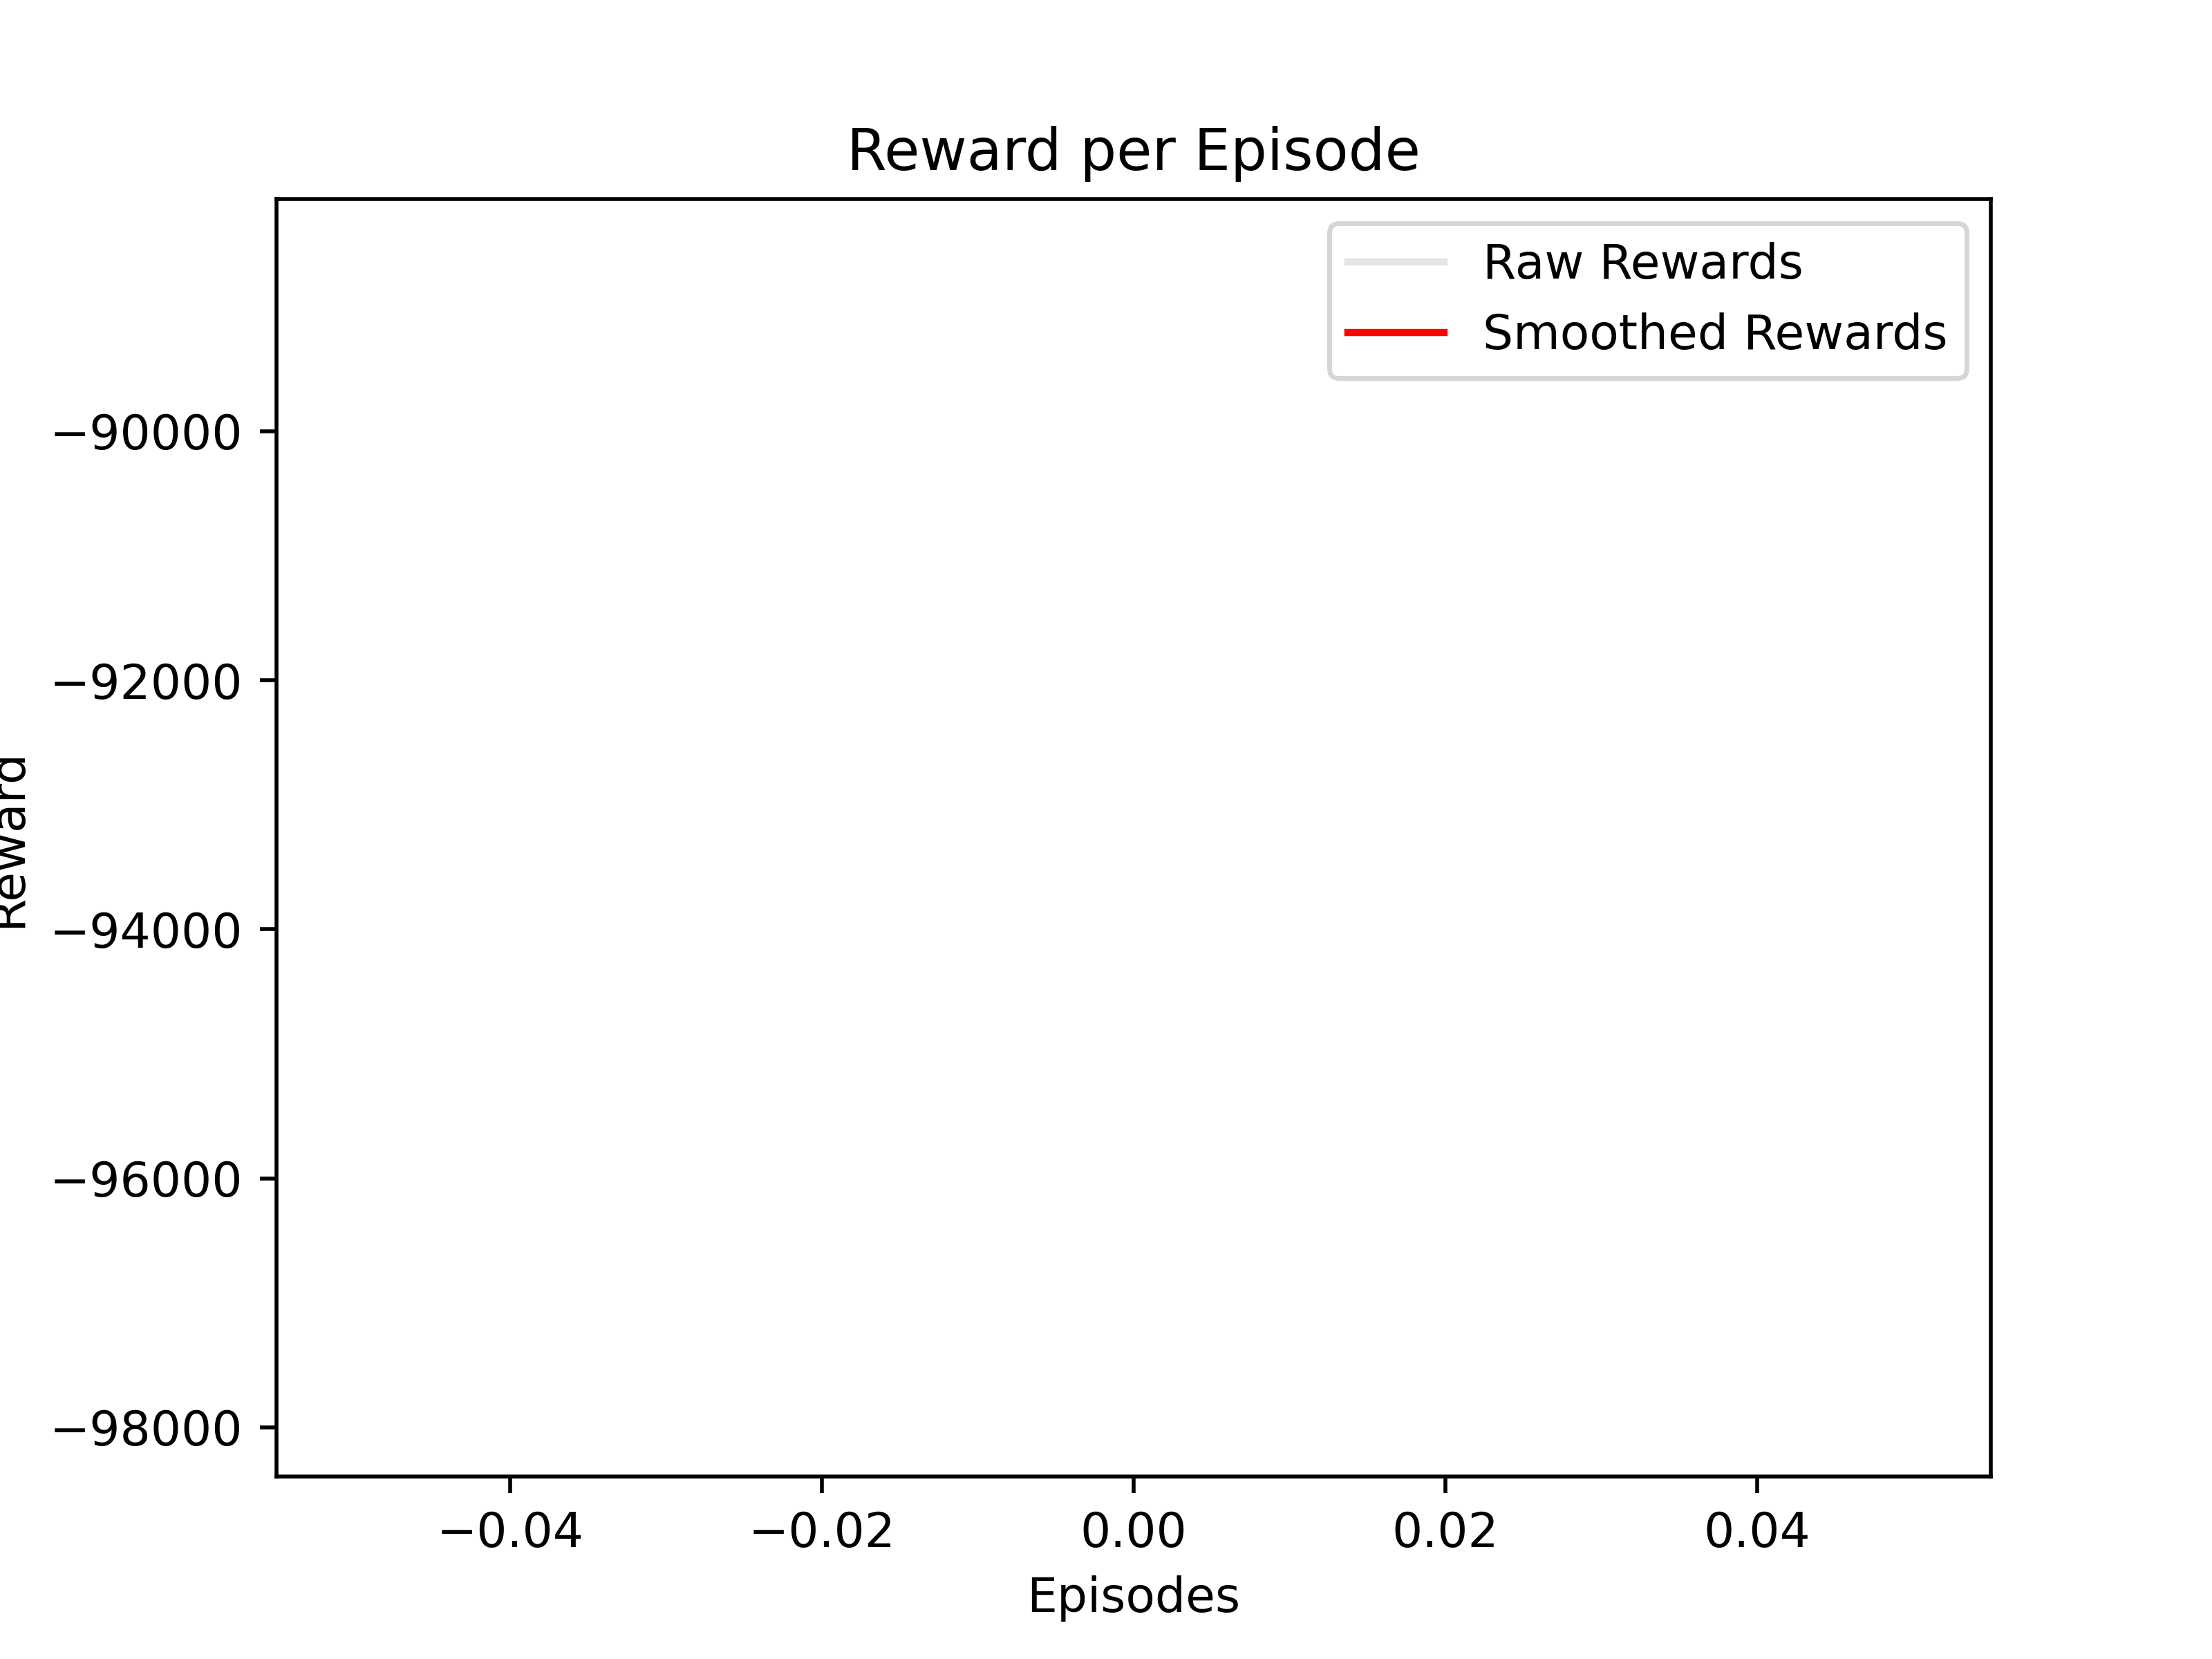 Reward per Episode
Raw Rewards
Smoothed Rewards
−90000
−92000
−94000
−96000
−98000
Reward
−0.04 −0.02 0.00 0.02 0.04
Episodes